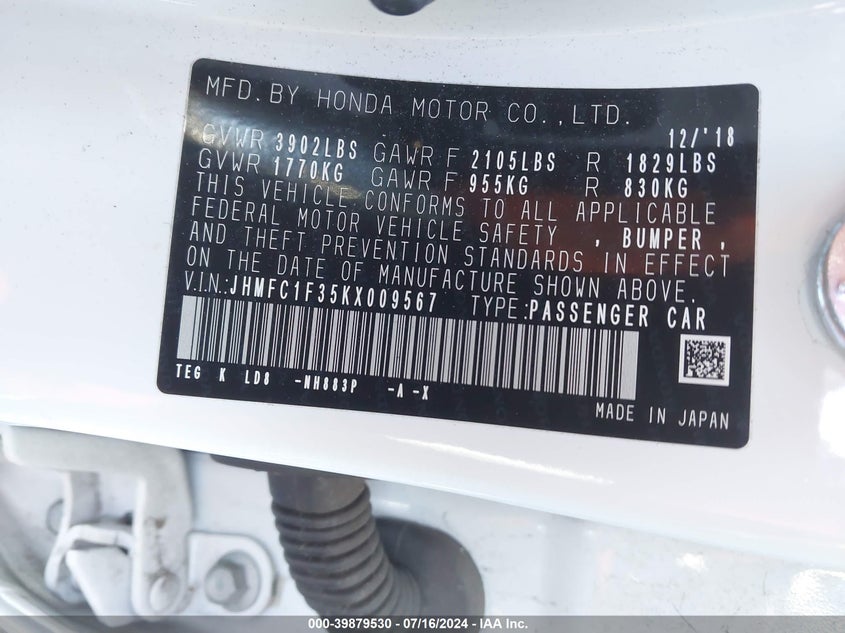 MFD.BY HONDA MOTOR CO.,LTD.
12/'18
GVWR 3902LBS GAWR F 2105LBS R 1829LBS
GVWR 1770KG GAWR F 955KG R 830KG
THIS VEHICLE CONFORMS TO ALL APPLICABLE
FEDERAL MOTOR VEHICLE SAFETY , BUMPER ,
AND THEFT PREVENTION STANDARDS IN EFFECT
ON THE DATE OF MANUFACTURE SHOWN ABOVE.
V.I.N.:JHMFC1F35KX009567 TYPE:PASSENGER CAR
TEG K LD8 -NH883P -A -X
MADE IN JAPAN
000-39879530 - 07/16/2024 - IAA Inc.